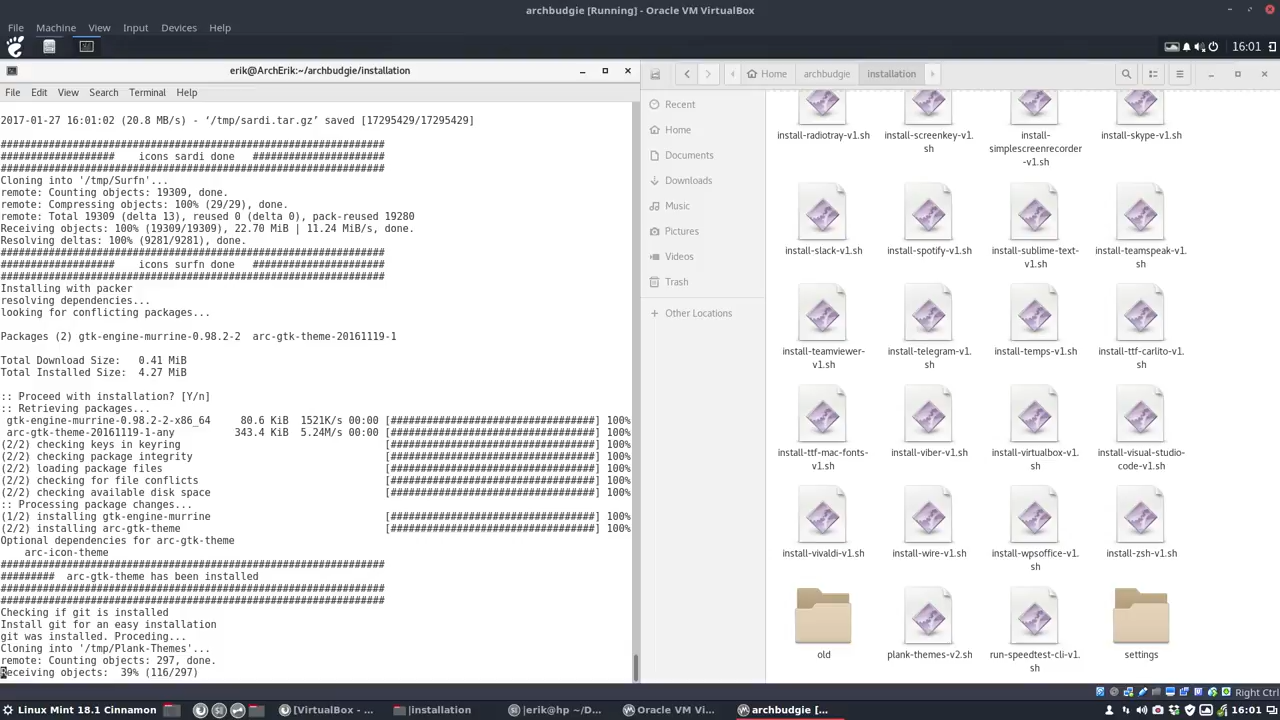 archbudgie [Running] - Oracle VM VirtualBox
File Machine View Input Devices Help
16:01
erik@ArchErik:~/archbudgie/installation
File Edit View Search Terminal Help
2017-01-27 16:01:02 (20.8 MB/s) - ‘/tmp/sardi.tar.gz’ saved [17295429/17295429]
################################################################
###################    icons sardi done   ######################
################################################################
Cloning into '/tmp/Surfn'...
remote: Counting objects: 19309, done.
remote: Compressing objects: 100% (29/29), done.
remote: Total 19309 (delta 13), reused 0 (delta 0), pack-reused 19280
Receiving objects: 100% (19309/19309), 22.70 MiB | 11.24 MiB/s, done.
Resolving deltas: 100% (9281/9281), done.
################################################################
###################    icons surfn done   ######################
################################################################
Installing with packer
resolving dependencies...
looking for conflicting packages...
Packages (2) gtk-engine-murrine-0.98.2-2  arc-gtk-theme-20161119-1
Total Download Size:   0.41 MiB
Total Installed Size:  4.27 MiB
:: Proceed with installation? [Y/n]
:: Retrieving packages...
gtk-engine-murrine-0.98.2-2-x86_64     80.6 KiB  1521K/s 00:00 [##################################] 100%
arc-gtk-theme-20161119-1-any    343.4 KiB  5.24M/s 00:00 [##################################] 100%
(2/2) checking keys in keyring [##################################] 100%
(2/2) checking package integrity [##################################] 100%
(2/2) loading package files [##################################] 100%
(2/2) checking for file conflicts [##################################] 100%
(2/2) checking available disk space [##################################] 100%
:: Processing package changes...
(1/2) installing gtk-engine-murrine [##################################] 100%
(2/2) installing arc-gtk-theme [##################################] 100%
Optional dependencies for arc-gtk-theme
arc-icon-theme
################################################################
#########  arc-gtk-theme has been installed
################################################################
################################################################
Checking if git is installed
Install git for an easy installation
git was installed. Proceding...
Cloning into '/tmp/Plank-Themes'...
remote: Counting objects: 297, done.
Receiving objects:  39% (116/297)
Home archbudgie installation
Recent
Home
Documents
Downloads
Music
Pictures
Videos
Trash
Other Locations
install-radiotray-v1.sh install-screenkey-v1. install- install-skype-v1.sh
sh simplescreenrecorder
-v1.sh
install-slack-v1.sh install-spotify-v1.sh install-sublime-text- install-teamspeak-v1.
v1.sh sh
install-teamviewer- install-telegram-v1. install-temps-v1.sh install-ttf-carlito-v1.
v1.sh sh sh
install-ttf-mac-fonts- install-viber-v1.sh install-virtualbox-v1. install-visual-studio-
v1.sh sh code-v1.sh
install-vivaldi-v1.sh install-wire-v1.sh install-wpsoffice-v1. install-zsh-v1.sh
sh
old plank-themes-v2.sh run-speedtest-cli-v1. settings
sh
Right Ctrl
Linux Mint 18.1 Cinnamon [VirtualBox - ... |installation |erik@hp ~/D... Oracle VM Vi... archbudgie [... 16:01